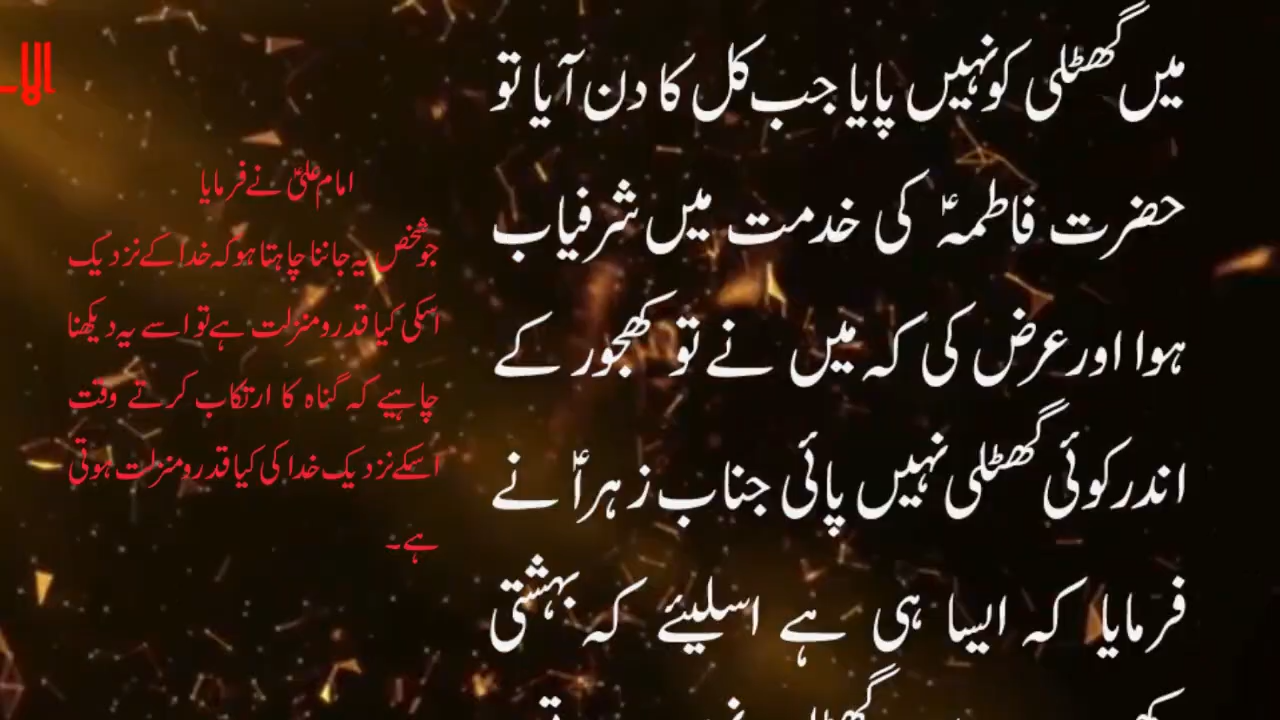 میں گھٹلی کو نہیں پایا جب کل کا دن آیا تو
حضرت فاطمہؑ کی خدمت میں شرفیاب
ہوا اور عرض کی کہ میں نے تو کھجور کے
اندر کوئی گھٹلی نہیں پائی جناب زہراؑ نے
فرمایا کہ ایسا ہی ہے اسلیئے کہ بہشتی
امام علیؑ نے فرمایا
جو شخص یہ جاننا چاہتا ہو کہ خدا کے نزدیک
اسکی کیا قدر و منزلت ہے تو اسے یہ دیکھنا
چاہیے کہ گناہ کا ارتکاب کرتے وقت
اسکے نزدیک خدا کی کیا قدر و منزلت ہوتی
ہے۔